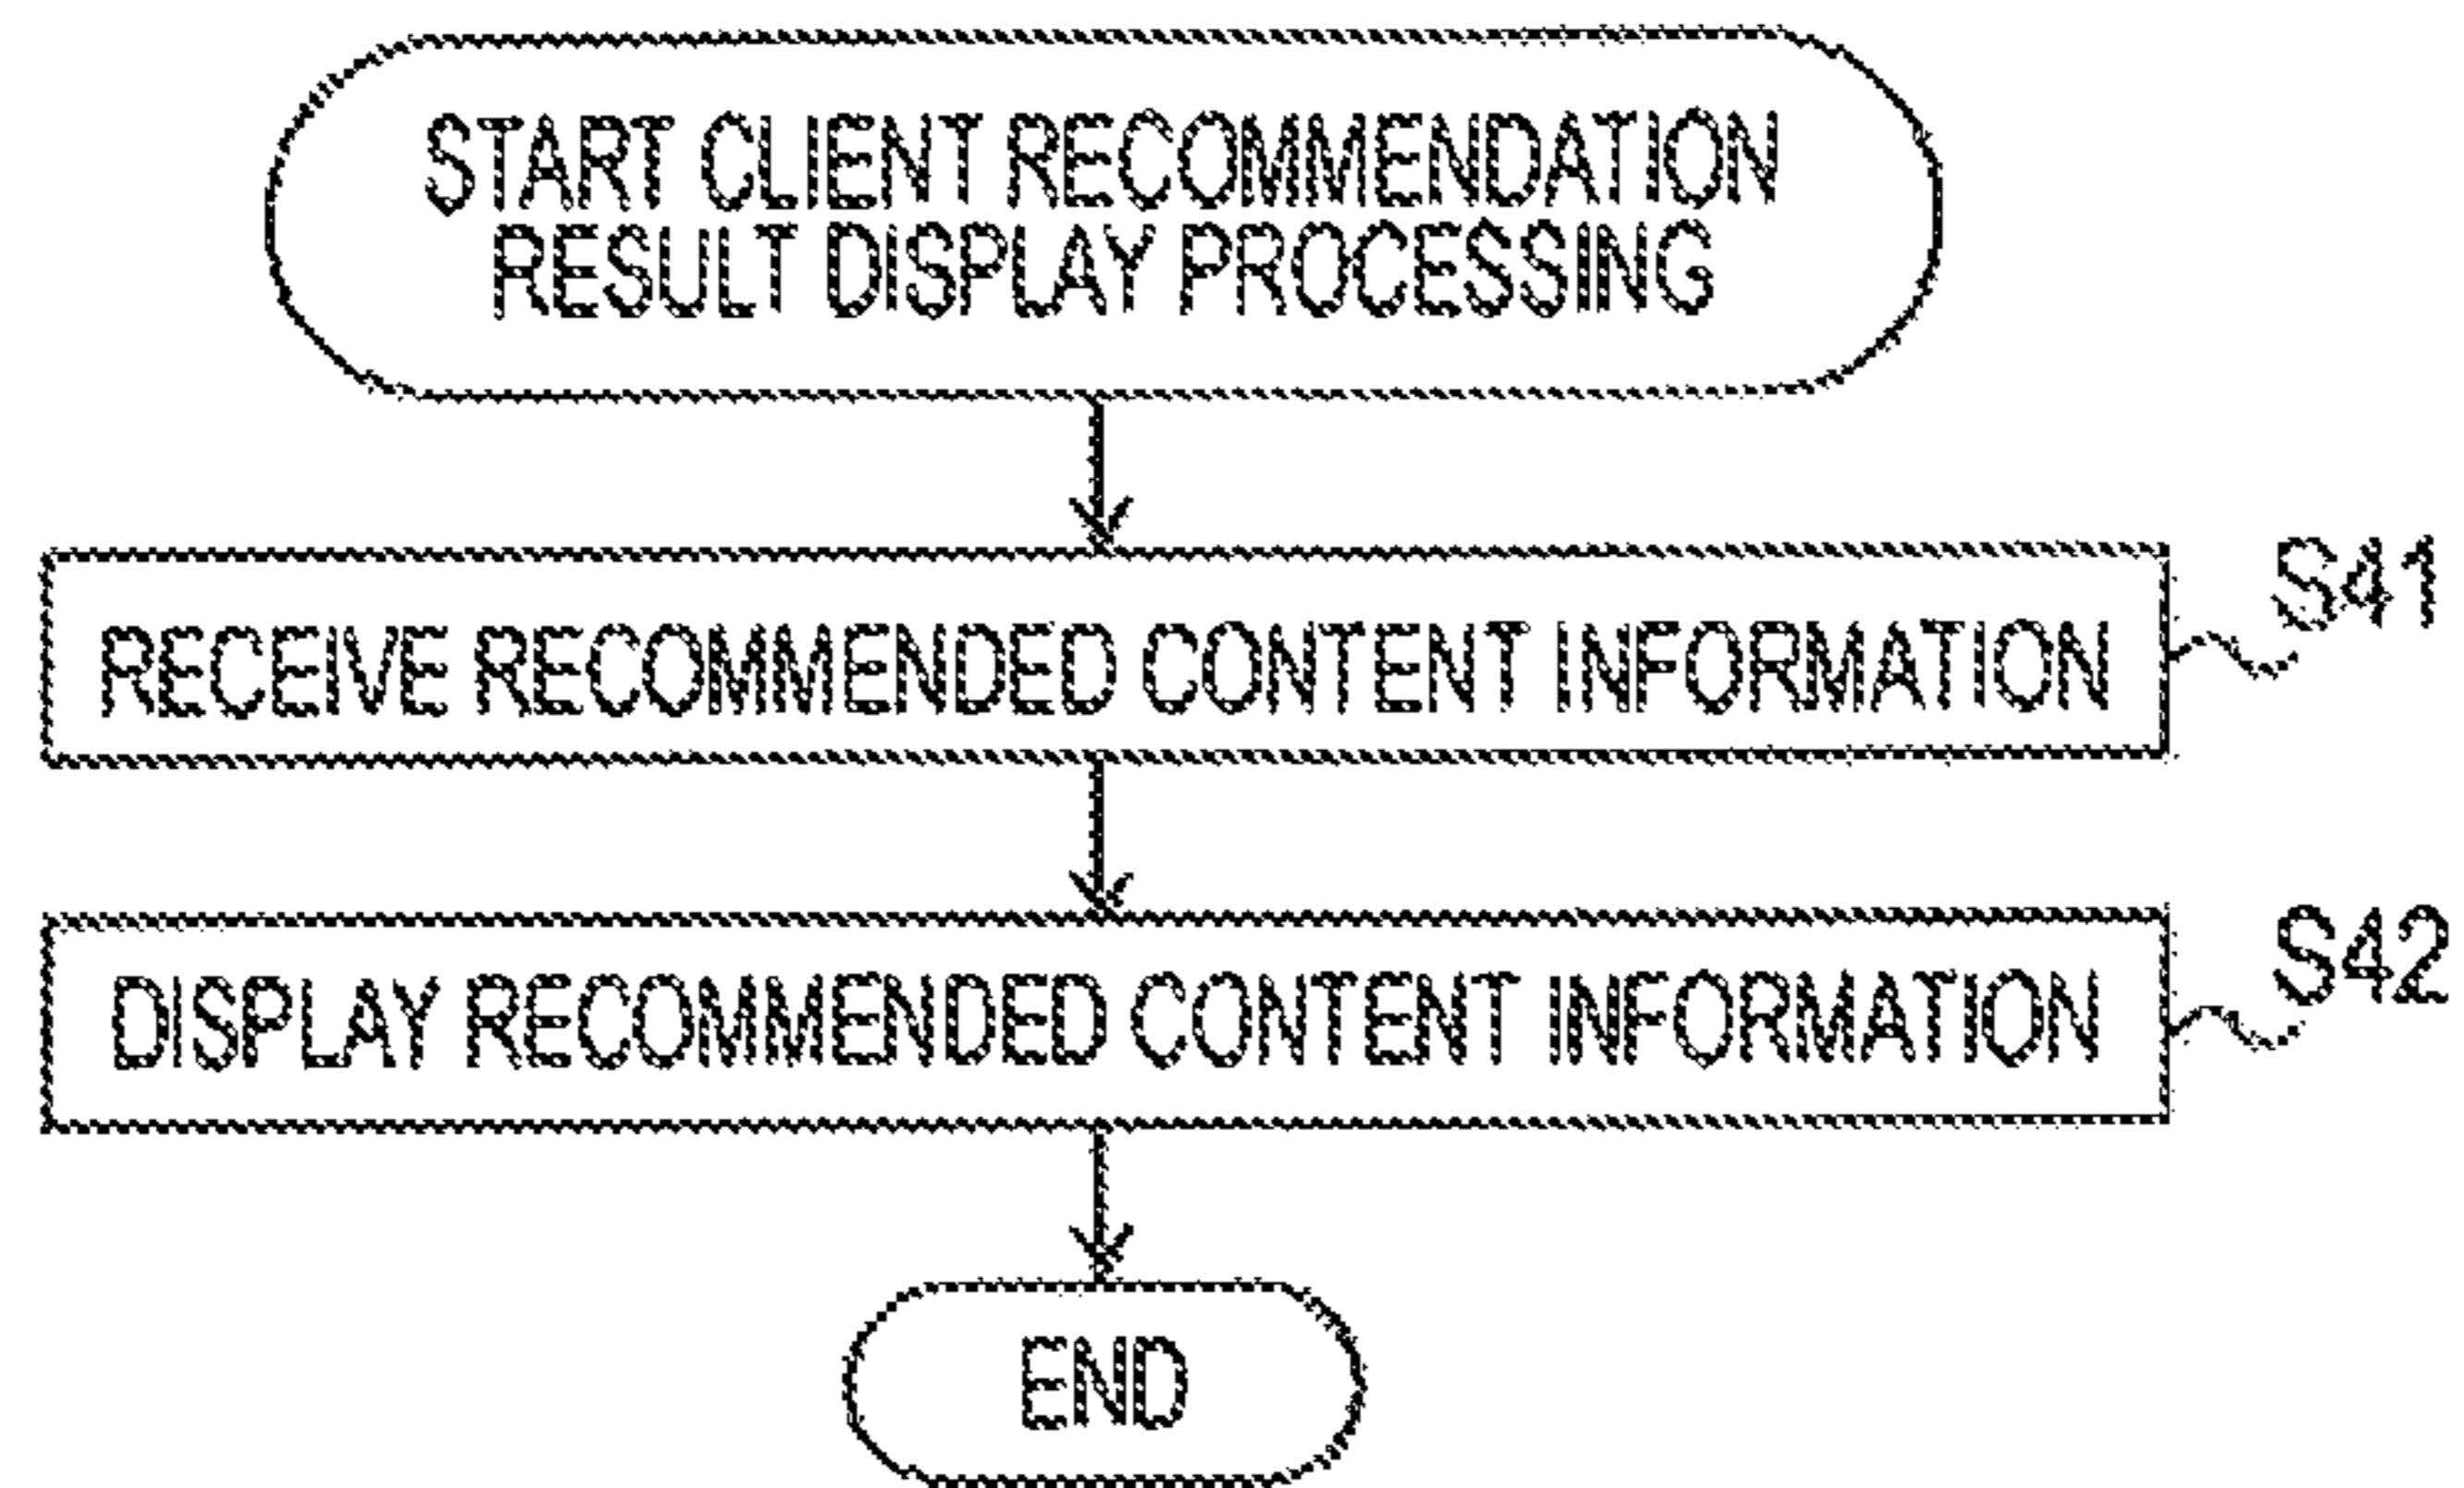 START CLIENT RECOMMENDATION
RESULT DISPLAY PROCESSING
RECEIVE RECOMMENDED CONTENT INFORMATION
S41
DISPLAY RECOMMENDED CONTENT INFORMATION
S42
END